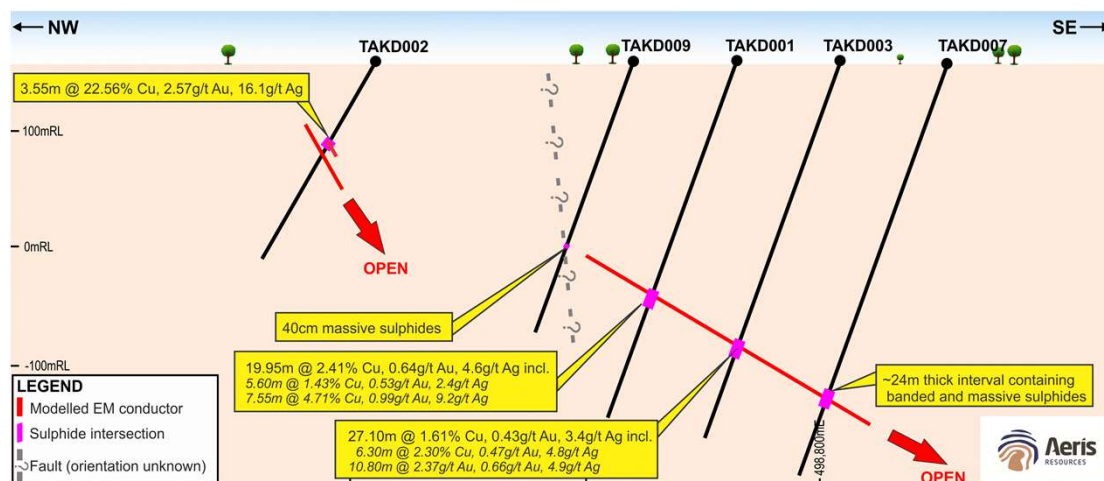 NW
SE
TAKD002
TAKD009
TAKD001
TAKD003
TAKD007
3.55m @ 22.56% Cu, 2.57g/t Au, 16.1g/t Ag
100mRL
?
?
?
?
0mRL
OPEN
40cm massive sulphides
-100mRL
19.95m @ 2.41% Cu, 0.64g/t Au, 4.6g/t Ag incl.
5.60m @ 1.43% Cu, 0.53g/t Au, 2.4g/t Ag
7.55m @ 4.71% Cu, 0.99g/t Au, 9.2g/t Ag
~24m thick interval containing
banded and massive sulphides
27.10m @ 1.61% Cu, 0.43g/t Au, 3.4g/t Ag incl.
6.30m @ 2.30% Cu, 0.47g/t Au, 4.8g/t Ag
10.80m @ 2.37g/t Au, 0.66g/t Au, 4.9g/t Ag
498,800mE
OPEN
LEGEND
Modelled EM conductor
Sulphide intersection
? Fault (orientation unknown)
Aeris
RESOURCES